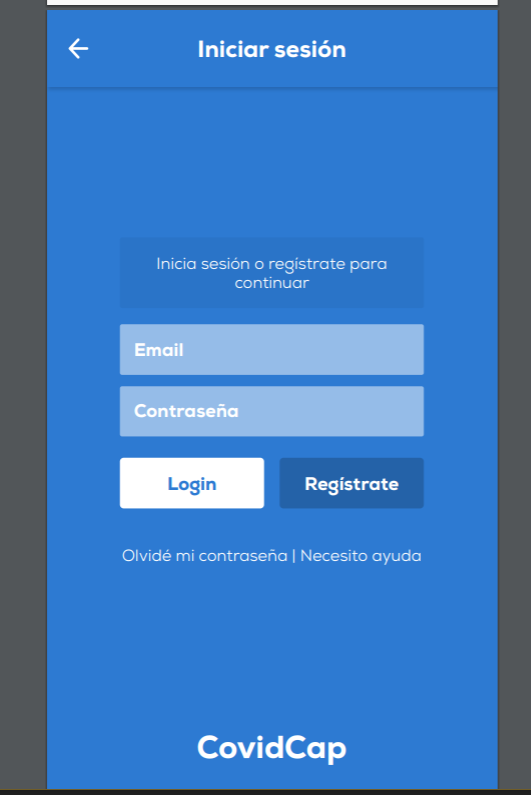 Iniciar sesión
Inicia sesión o regístrate para
continuar
Email
Contraseña
Login
Regístrate
Olvidé mi contraseña | Necesito ayuda
CovidCap